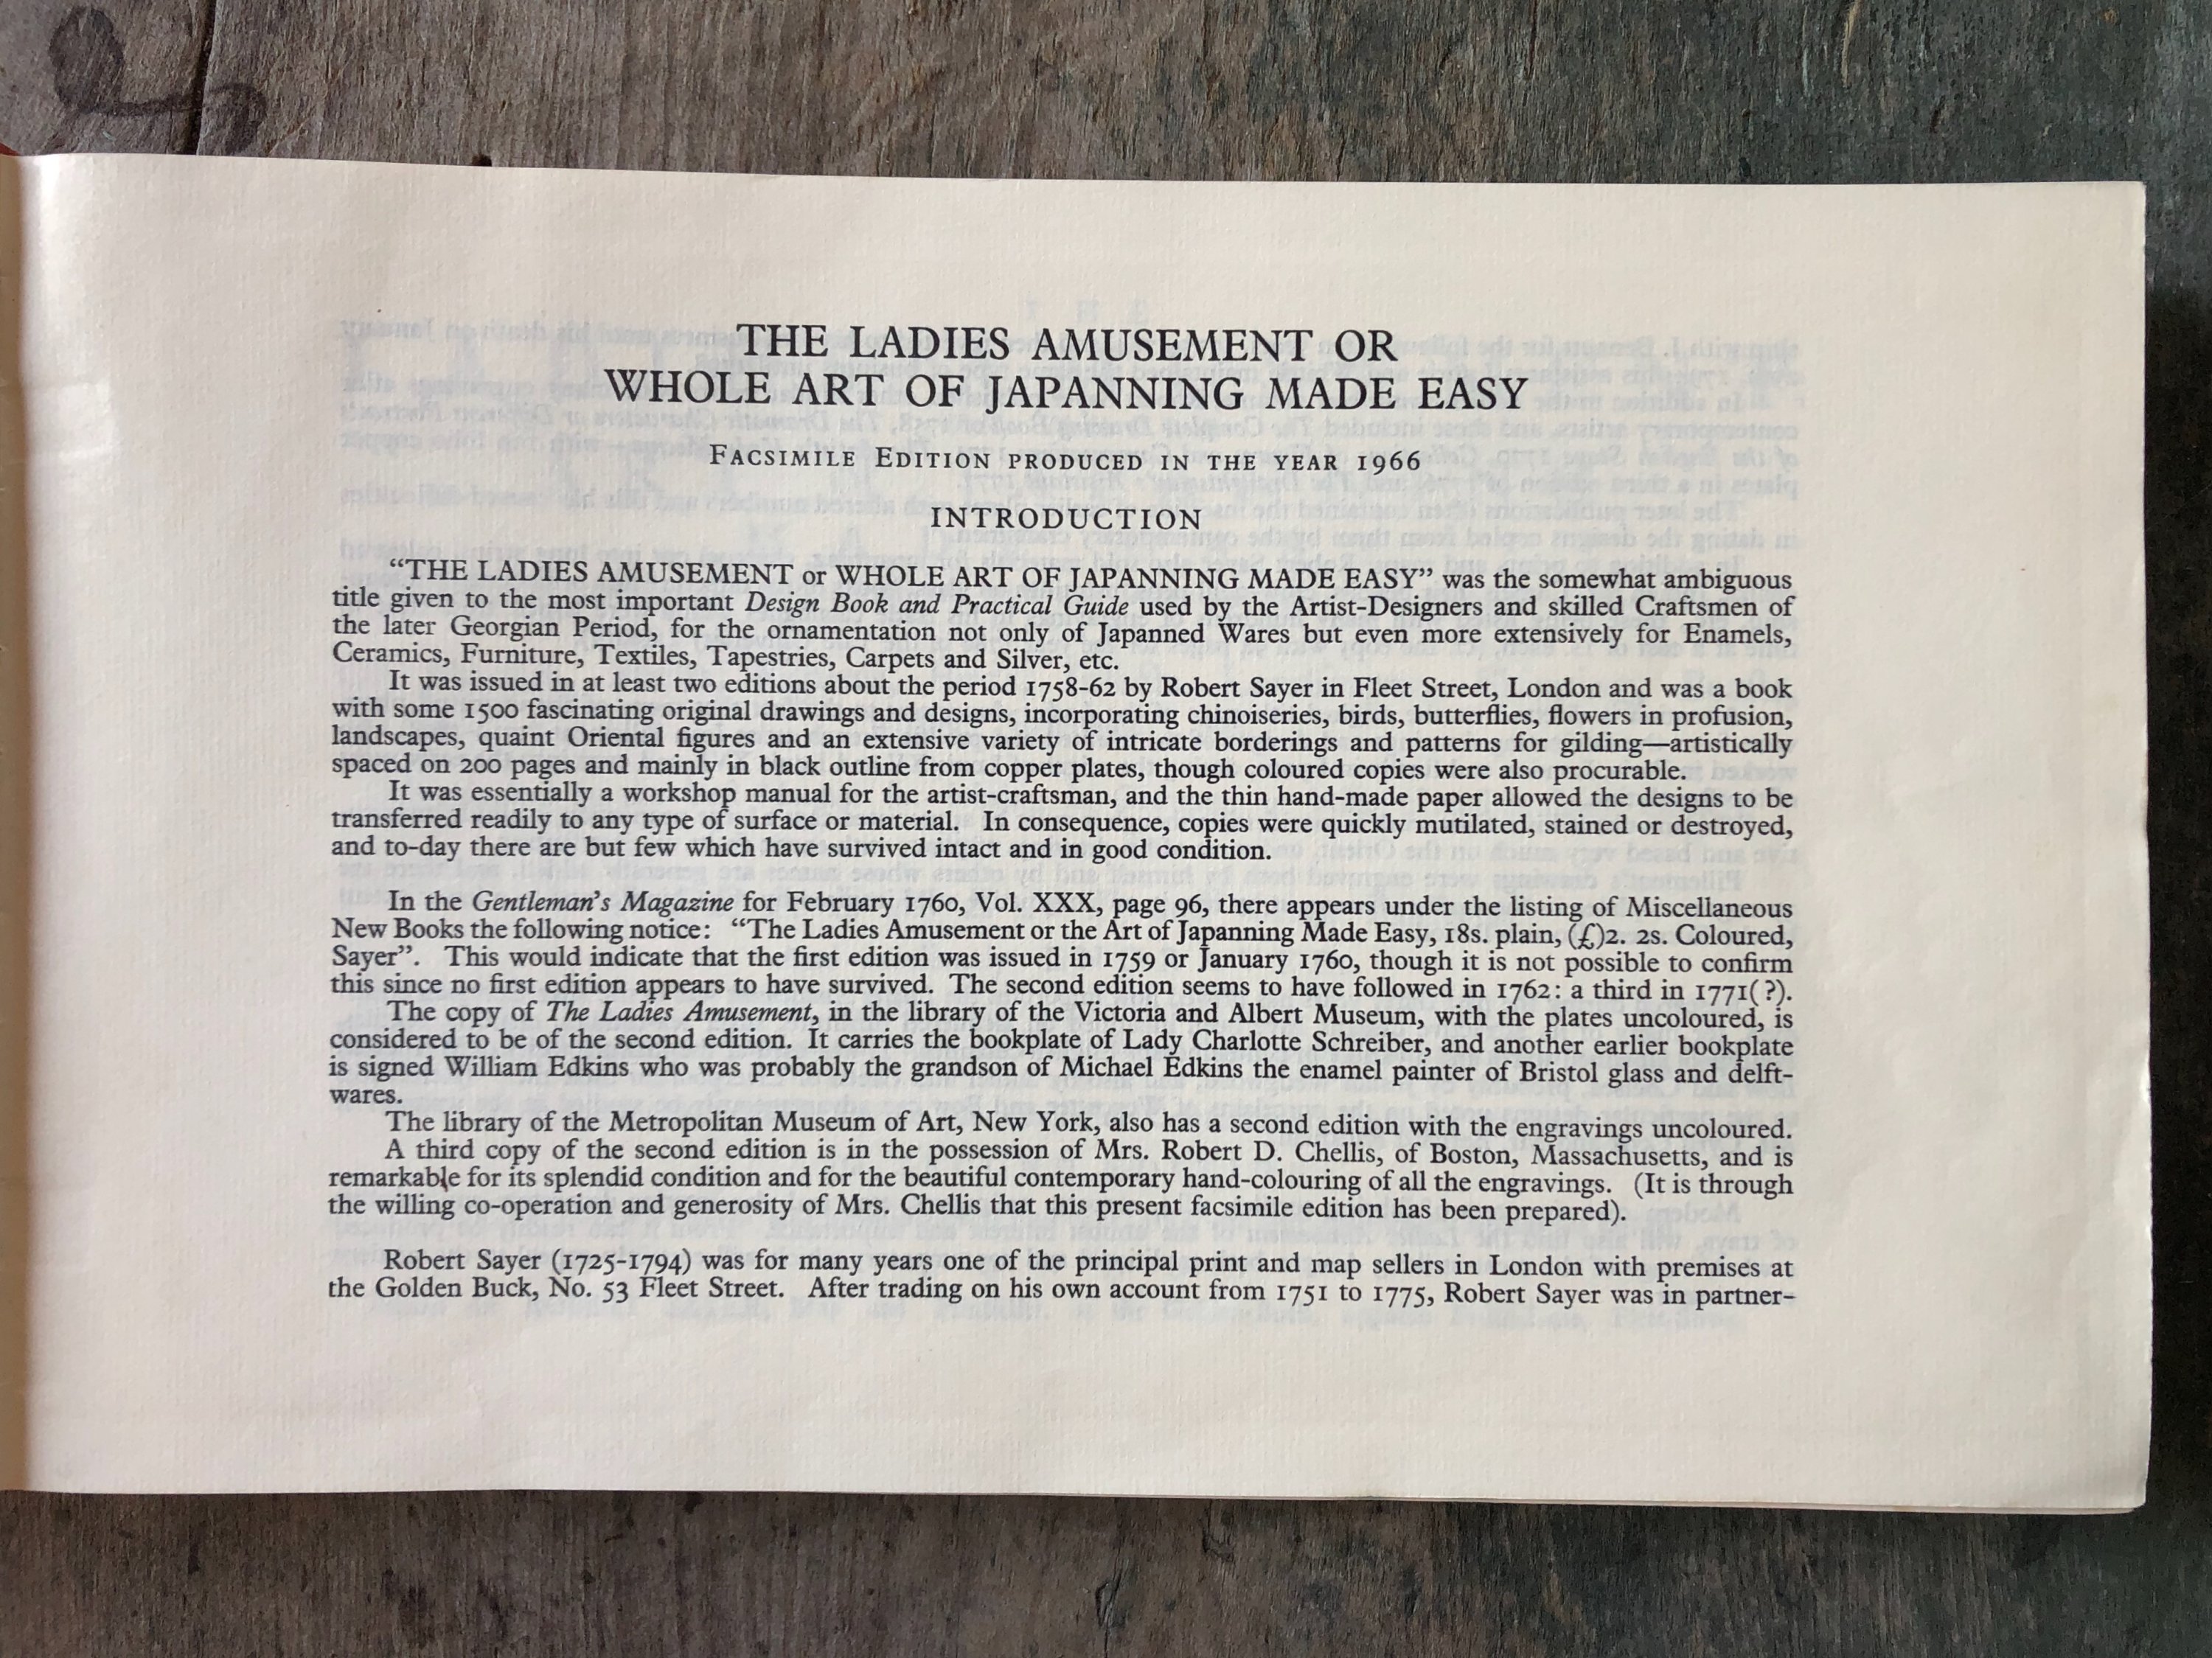 THE LADIES AMUSEMENT OR
WHOLE ART OF JAPANNING MADE EASY
FACSIMILE EDITION PRODUCED IN THE YEAR 1966
INTRODUCTION
“THE LADIES AMUSEMENT or WHOLE ART OF JAPANNING MADE EASY” was the somewhat ambiguous
title given to the most important Design Book and Practical Guide used by the Artist-Designers and skilled Craftsmen of
the later Georgian Period, for the ornamentation not only of Japanned Wares but even more extensively for Enamels,
Ceramics, Furniture, Textiles, Tapestries, Carpets and Silver, etc.
It was issued in at least two editions about the period 1758-62 by Robert Sayer in Fleet Street, London and was a book
with some 1500 fascinating original drawings and designs, incorporating chinoiseries, birds, butterflies, flowers in profusion,
landscapes, quaint Oriental figures and an extensive variety of intricate borderings and patterns for gilding—artistically
spaced on 200 pages and mainly in black outline from copper plates, though coloured copies were also procurable.
It was essentially a workshop manual for the artist-craftsman, and the thin hand-made paper allowed the designs to be
transferred readily to any type of surface or material. In consequence, copies were quickly mutilated, stained or destroyed,
and to-day there are but few which have survived intact and in good condition.
In the Gentleman's Magazine for February 1760, Vol. XXX, page 96, there appears under the listing of Miscellaneous
New Books the following notice: “The Ladies Amusement or the Art of Japanning Made Easy, 18s. plain, (£)2. 2s. Coloured,
Sayer”. This would indicate that the first edition was issued in 1759 or January 1760, though it is not possible to confirm
this since no first edition appears to have survived. The second edition seems to have followed in 1762: a third in 1771(?).
The copy of The Ladies Amusement, in the library of the Victoria and Albert Museum, with the plates uncoloured, is
considered to be of the second edition. It carries the bookplate of Lady Charlotte Schreiber, and another earlier bookplate
is signed William Edkins who was probably the grandson of Michael Edkins the enamel painter of Bristol glass and delft-
wares.
The library of the Metropolitan Museum of Art, New York, also has a second edition with the engravings uncoloured.
A third copy of the second edition is in the possession of Mrs. Robert D. Chellis, of Boston, Massachusetts, and is
remarkable for its splendid condition and for the beautiful contemporary hand-colouring of all the engravings. (It is through
the willing co-operation and generosity of Mrs. Chellis that this present facsimile edition has been prepared).
Robert Sayer (1725-1794) was for many years one of the principal print and map sellers in London with premises at
the Golden Buck, No. 53 Fleet Street. After trading on his own account from 1751 to 1775, Robert Sayer was in partner-